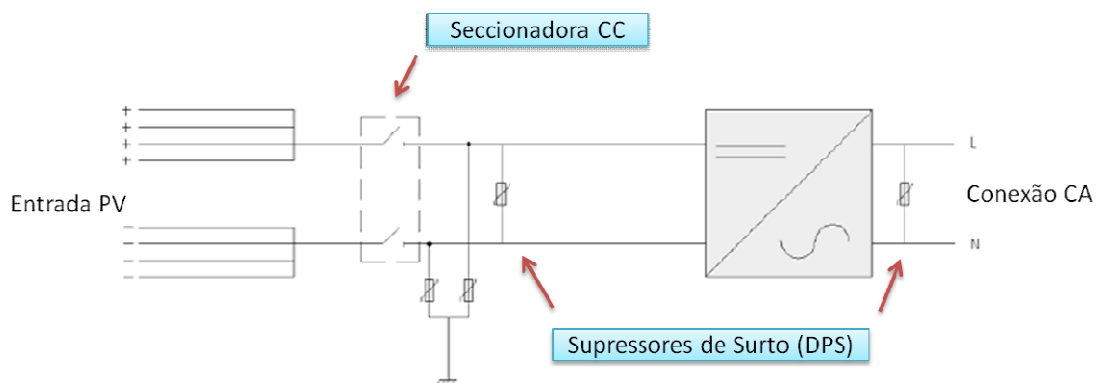 Seccionadora CC
+
+
+
+
L
Entrada PV
Conexão CA
−
−
−
−
N
Supressores de Surto (DPS)